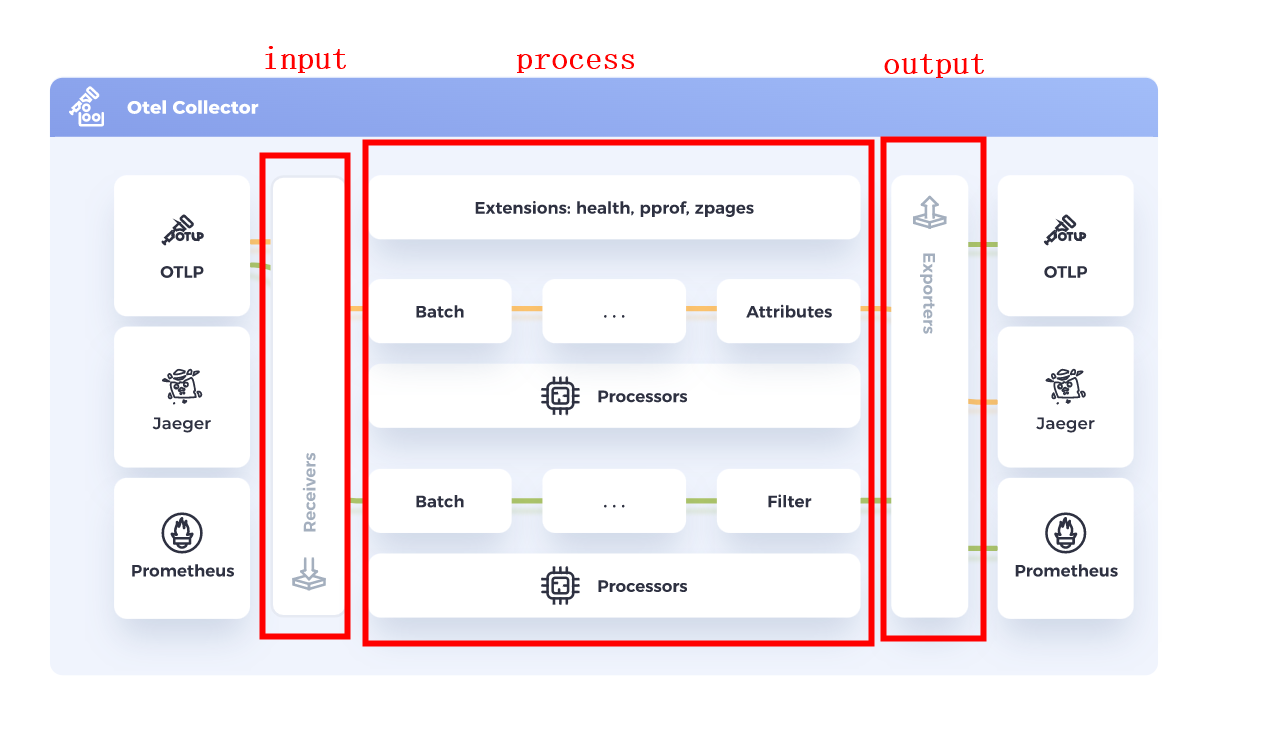 input
process
output
Otel Collector
OTLP
OTLP
Jaeger
Prometheus
Receivers
Extensions: health, pprof, zpages
Batch
...
Attributes
Processors
Batch
...
Filter
Processors
Exporters
OTLP
OTLP
Jaeger
Prometheus